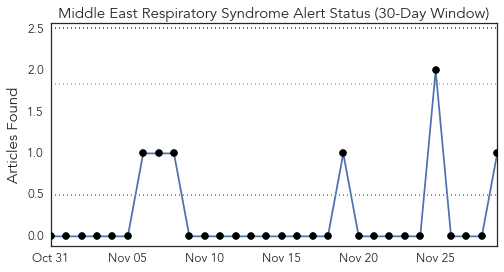 Middle East Respiratory Syndrome Alert Status (30-Day Window)
Articles Found
2.5
2.0
1.5
1.0
0.5
0.0
Oct 31 Nov 05 Nov 10 Nov 15 Nov 20 Nov 25